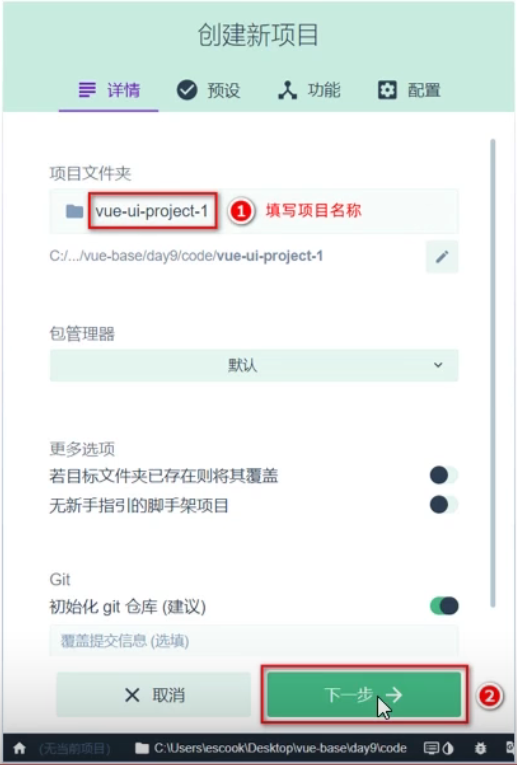 创建新项目
详情 预设 功能 配置
项目文件夹
vue-ui-project-1 1 填写项目名称
C:/.../vue-base/day9/code/vue-ui-project-1
包管理器
默认
更多选项
若目标文件夹已存在则将其覆盖
无新手指引的脚手架项目
Git
初始化 git 仓库 (建议)
覆盖提交信息 (选填)
取消 下一步 2
(无当前项目) C:\Users\escook\Desktop\vue-base\day9\code